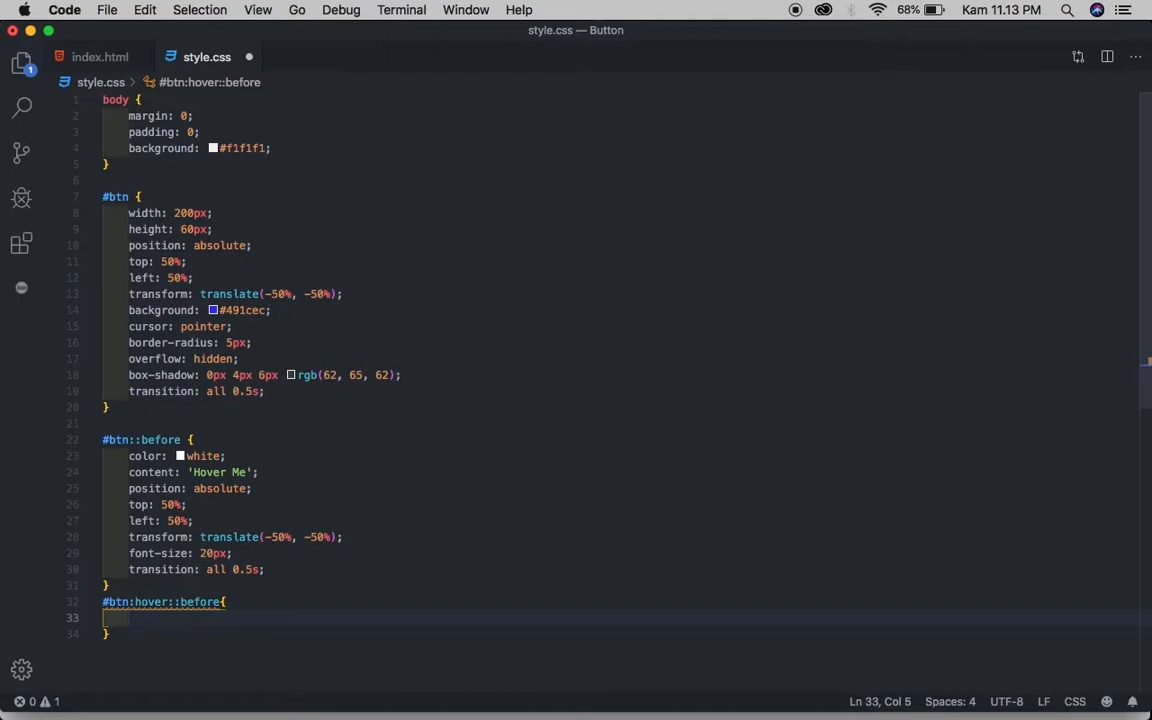 Code File Edit Selection View Go Debug Terminal Window Help 68% Kam 11.13 PM
style.css — Button
index.html style.css
style.css > #btn:hover::before
1 body {
2 margin: 0;
3 padding: 0;
4 background: #f1f1f1;
5 }
6
7 #btn {
8 width: 200px;
9 height: 60px;
10 position: absolute;
11 top: 50%;
12 left: 50%;
13 transform: translate(-50%, -50%);
14 background: #491cec;
15 cursor: pointer;
16 border-radius: 5px;
17 overflow: hidden;
18 box-shadow: 0px 4px 6px rgb(62, 65, 62);
19 transition: all 0.5s;
20 }
21
22 #btn::before {
23 color: white;
24 content: 'Hover Me';
25 position: absolute;
26 top: 50%;
27 left: 50%;
28 transform: translate(-50%, -50%);
29 font-size: 20px;
30 transition: all 0.5s;
31 }
32 #btn:hover::before{
33
34 }
1
0 1 Ln 33, Col 5 Spaces: 4 UTF-8 LF CSS